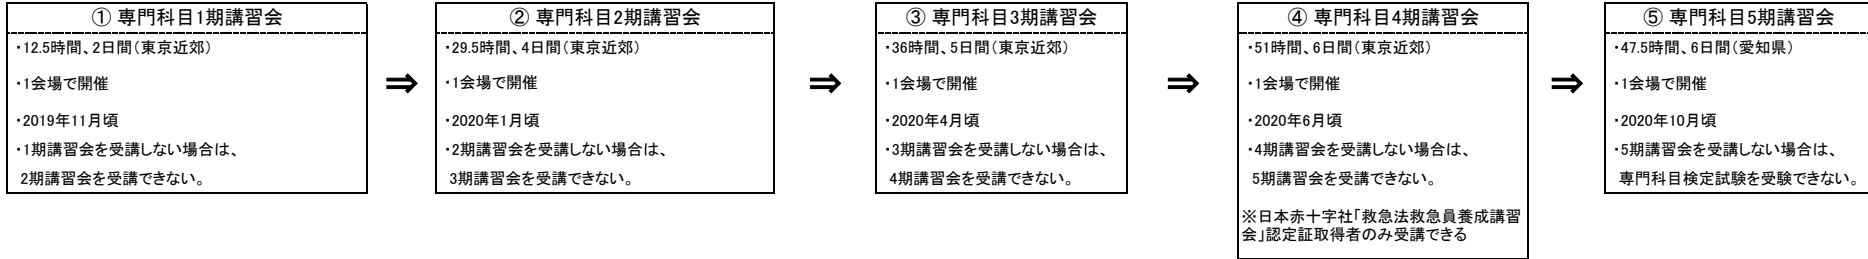 ① 専門科目1期講習会
・12.5時間、2日間(東京近郊)
・1会場で開催
・2019年11月頃
・1期講習会を受講しない場合は、
2期講習会を受講できない。
⇒
② 専門科目2期講習会
・29.5時間、4日間(東京近郊)
・1会場で開催
・2020年1月頃
・2期講習会を受講しない場合は、
3期講習会を受講できない。
⇒
③ 専門科目3期講習会
・36時間、5日間(東京近郊)
・1会場で開催
・2020年4月頃
・3期講習会を受講しない場合は、
4期講習会を受講できない。
⇒
④ 専門科目4期講習会
・51時間、6日間(東京近郊)
・1会場で開催
・2020年6月頃
・4期講習会を受講しない場合は、
5期講習会を受講できない。
※日本赤十字社「救急法救急員養成講習
会」認定証取得者のみ受講できる
⇒
⑤ 専門科目5期講習会
・47.5時間、6日間(愛知県)
・1会場で開催
・2020年10月頃
・5期講習会を受講しない場合は、
専門科目検定試験を受験できない。